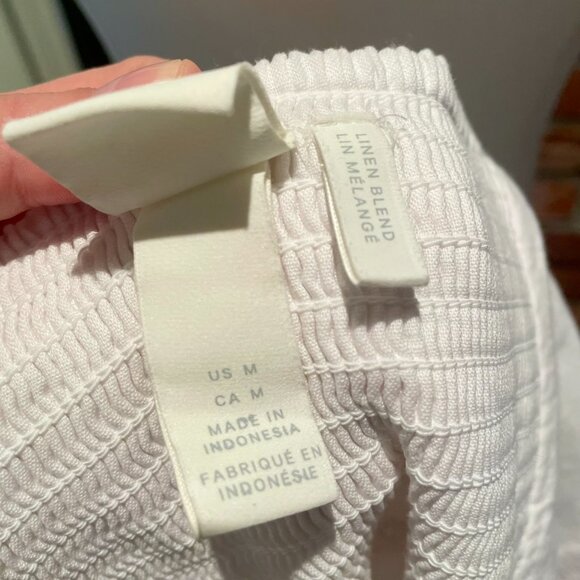 LINEN BLEND
LIN MÉLANGÉ
US M
CA M
MADE IN
INDONESIA
FABRIQUÉ EN
INDONÉSIE